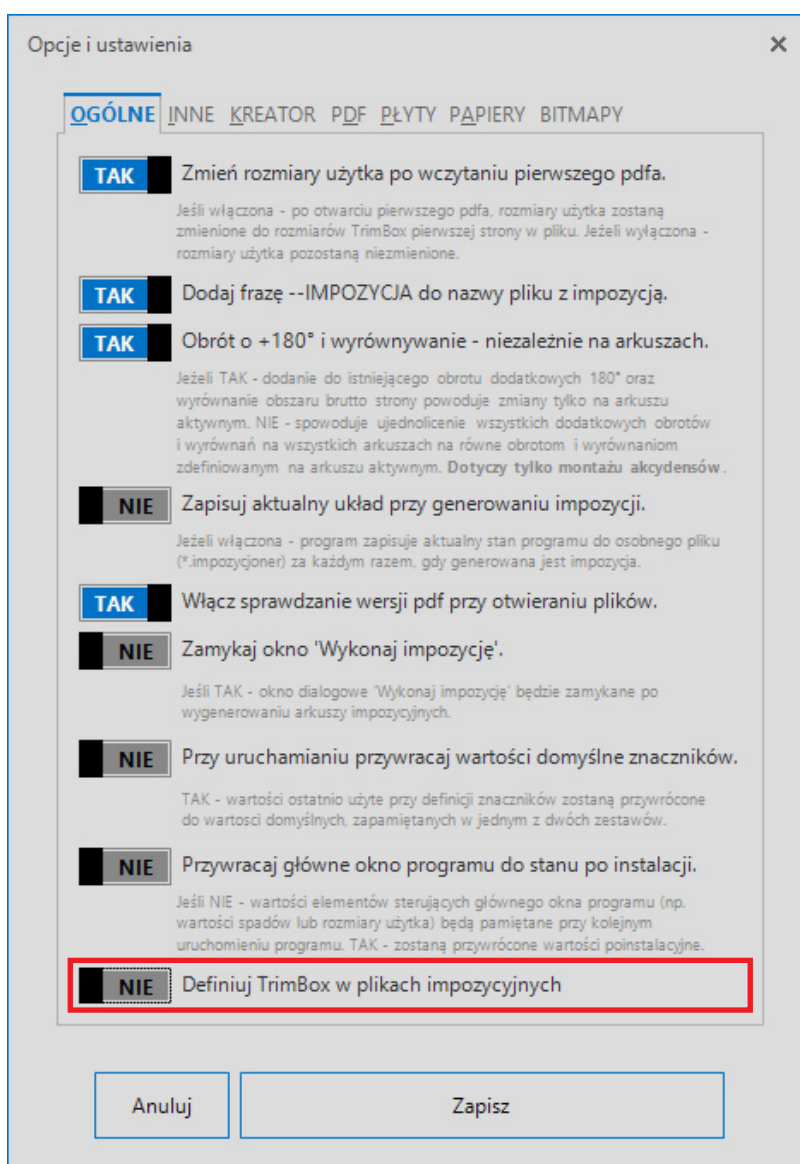 Opcje i ustawienia
OGÓLNE INNE KREATOR PDF PŁYTY PAPIERY BITMAPY
TAK Zmień rozmiary użytka po wczytaniu pierwszego pdfa.
Jeśli włączona - po otwarciu pierwszego pdfa, rozmiary użytka zostaną
zmienione do rozmiarów TrimBox pierwszej strony w pliku. Jeżeli wyłączona -
rozmiary użytka pozostaną niezmienione.
TAK Dodaj frazę --IMPOZYCJA do nazwy pliku z impozycją.
TAK Obrót o +180° i wyrównywanie - niezależnie na arkuszach.
Jeżeli TAK - dodanie do istniejącego obrotu dodatkowych 180° oraz
wyrównanie obszaru brutto strony powoduje zmiany tylko na arkuszu
aktywnym. NIE - spowoduje ujednolicenie wszystkich dodatkowych obrotów
i wyrównań na wszystkich arkuszach na równe obrotom i wyrównaniom
zdefiniowanym na arkuszu aktywnym. Dotyczy tylko montażu akcydensów.
NIE Zapisuj aktualny układ przy generowaniu impozycji.
Jeżeli włączona - program zapisuje aktualny stan programu do osobnego pliku
(*.impozycjoner) za każdym razem, gdy generowana jest impozycja.
TAK Włącz sprawdzanie wersji pdf przy otwieraniu plików.
NIE Zamykaj okno 'Wykonaj impozycję'.
Jeśli TAK - okno dialogowe 'Wykonaj impozycję' będzie zamykane po
wygenerowaniu arkuszy impozycyjnych.
NIE Przy uruchamianiu przywracaj wartości domyślne znaczników.
TAK - wartości ostatnio użyte przy definicji znaczników zostaną przywrócone
do wartosci domyślnych, zapamiętanych w jednym z dwóch zestawów.
NIE Przywracaj główne okno programu do stanu po instalacji.
Jeśli NIE - wartości elementów sterujących głównego okna programu (np.
wartości spadów lub rozmiary użytka) będą pamiętane przy kolejnym
uruchomieniu programu. TAK - zostaną przywrócone wartości poinstalacyjne.
NIE Definiuj TrimBox w plikach impozycyjnych
Anuluj Zapisz